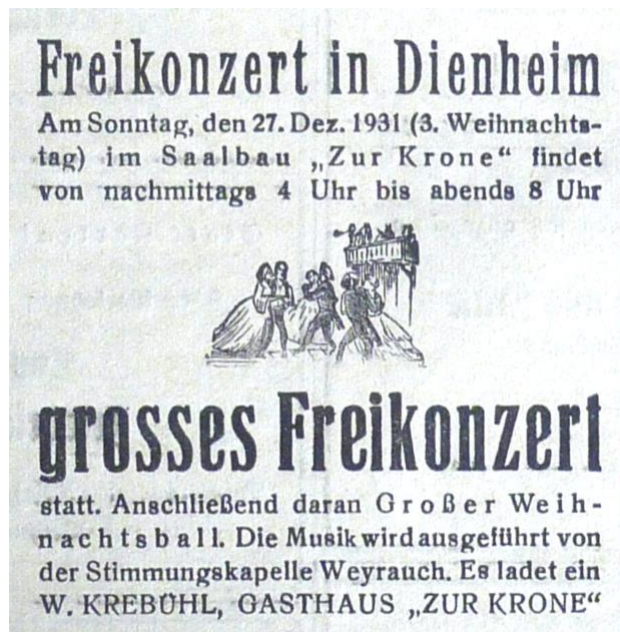 Freikonzert in Dienheim
Am Sonntag, den 27. Dez. 1931 (3. Weihnachts-
tag) im Saalbau „Zur Krone“ findet
von nachmittags 4 Uhr bis abends 8 Uhr
grosses Freikonzert
statt. Anschließend daran Großer Weih-
nachtsball. Die Musik wird ausgeführt von
der Stimmungskapelle Weyrauch. Es ladet ein
W. KREBÜHL, GASTHAUS „ZUR KRONE“